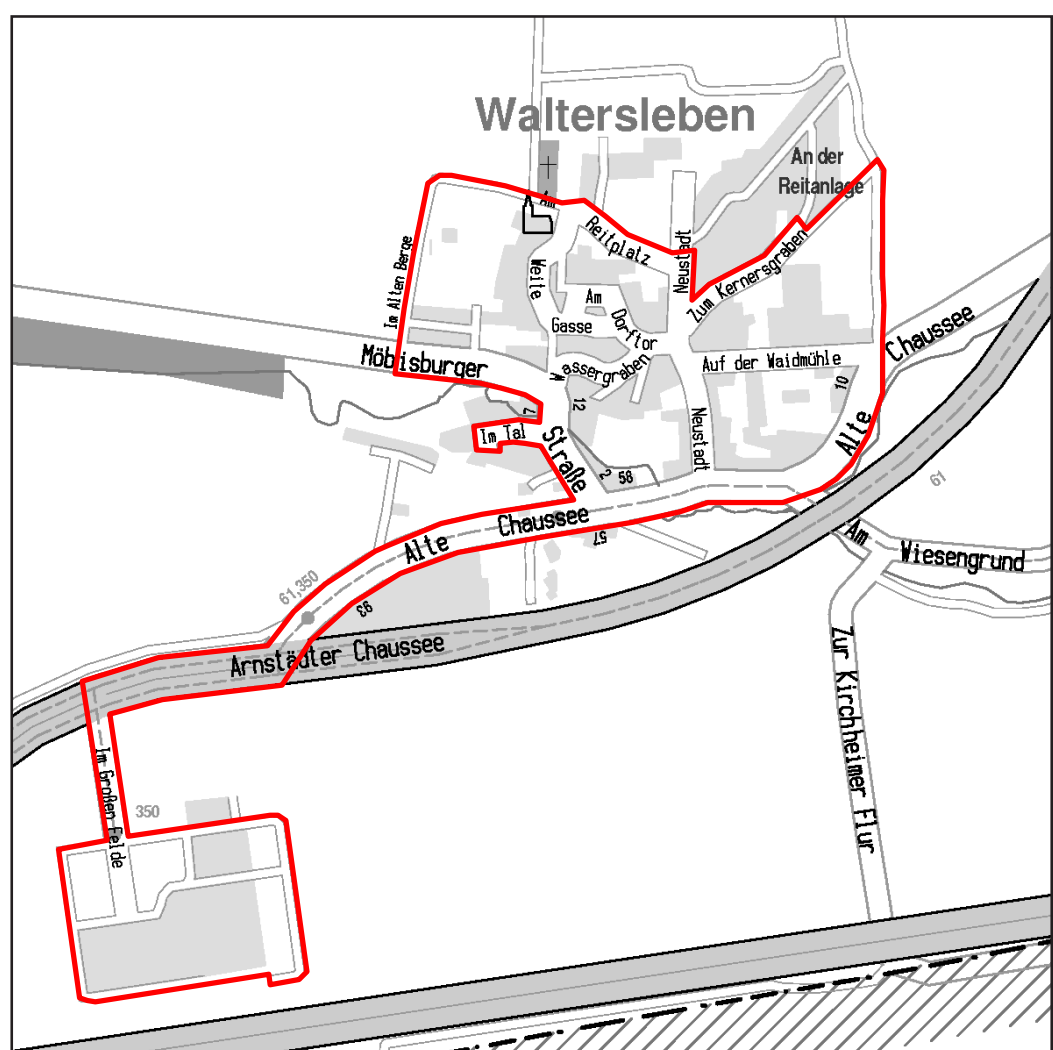 Waltersleben
An der
Reitanlage
Am
Reitplatz
Neustadt
Zum Kernersgraben
Im Alten Berge
Weite
Gasse
Am
Dorftor
Wassergraben
Auf der Waidmühle
Chaussee
Möbisburger
Straße
7
12
10
Im Tal
Neustadt
Alte
2
58
61
Alte
Chaussee
57
Am
Wiesengrund
61,350
93
Arnstädter Chaussee
Zur Kirchheimer Flur
Im Großen Felde
350